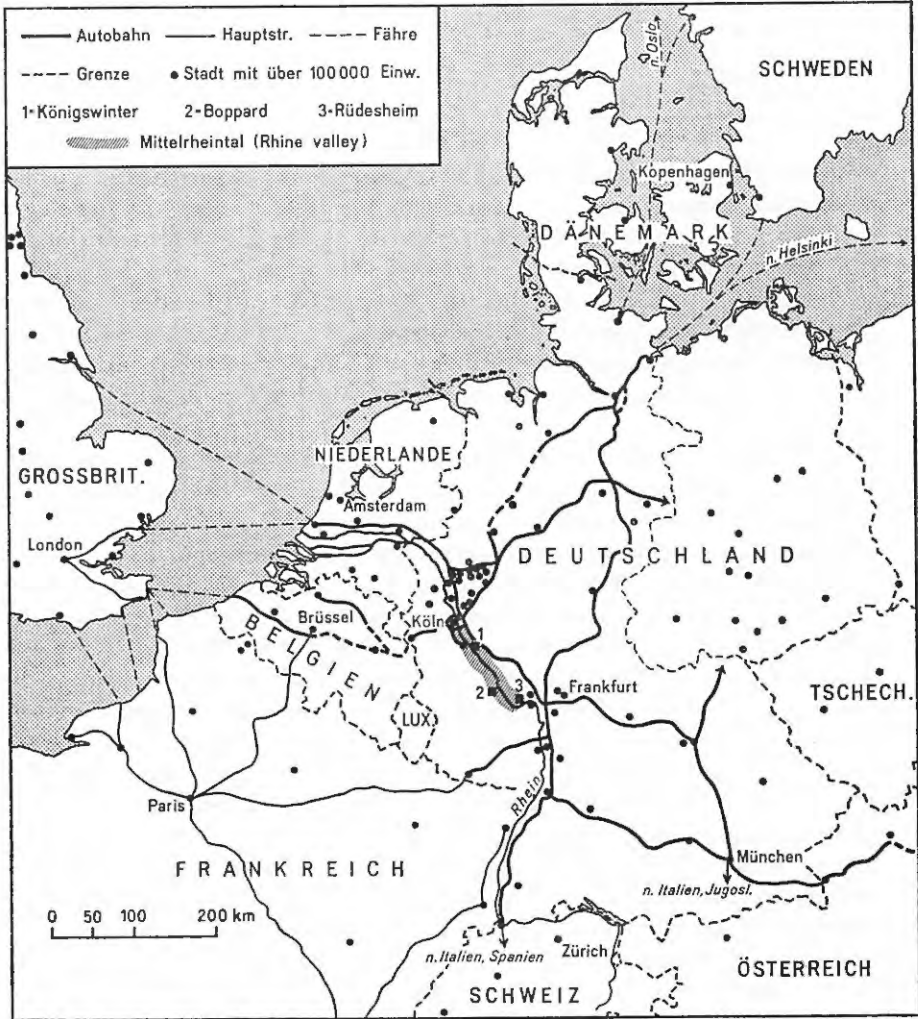 Autobahn Hauptstr. Fähre
Grenze Stadt mit über 100000 Einw.
1-Königswinter 2-Boppard 3-Rüdesheim
Mittelrheintal (Rhine valley)
n. Oslo
SCHWEDEN
Kopenhagen
DÄNEMARK
n. Helsinki
NIEDERLANDE
GROSSBRIT.
Amsterdam
London
DEUTSCHLAND
Brüssel
Köln
1
BELGIEN
2
3
Frankfurt
TSCHECH.
LUX.
Rhein
Paris
FRANKREICH
München
n. Italien, Jugosl.
0 50 100 200 km
n. Italien, Spanien
Zürich
SCHWEIZ
ÖSTERREICH